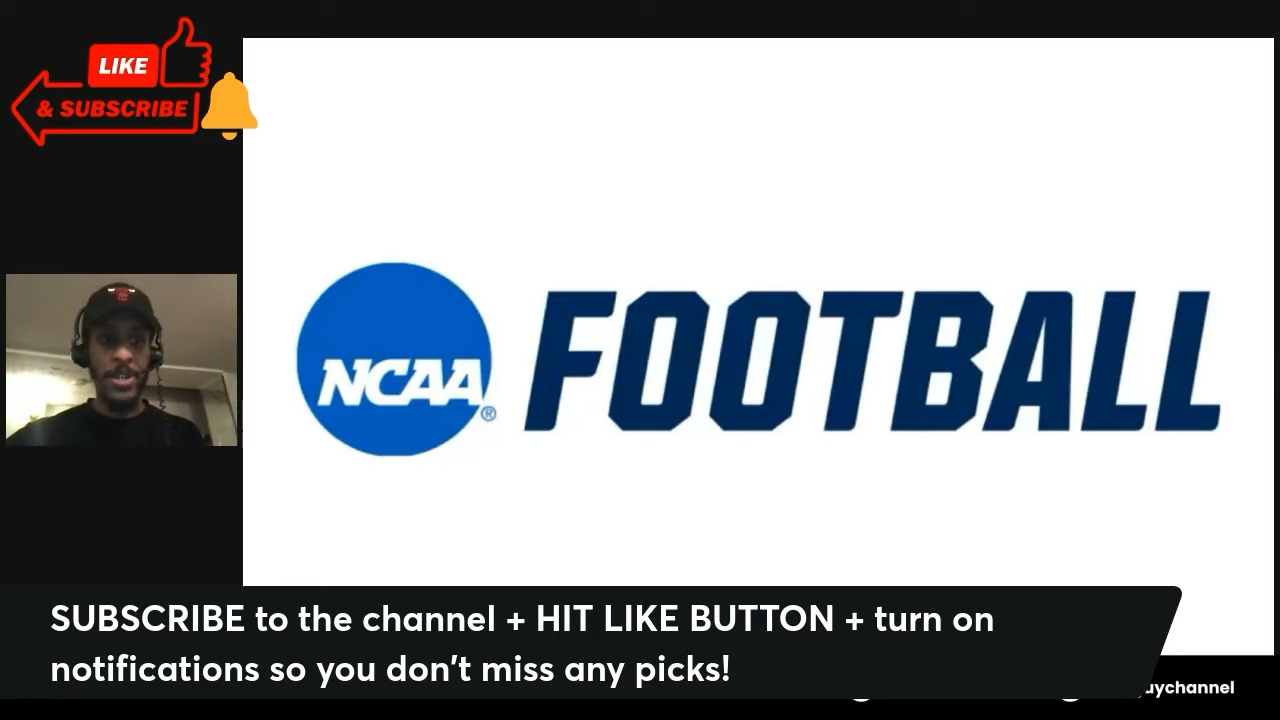 LIKE
& SUBSCRIBE
NCAA®
FOOTBALL
SUBSCRIBE to the channel + HIT LIKE BUTTON + turn on
notifications so you don't miss any picks!